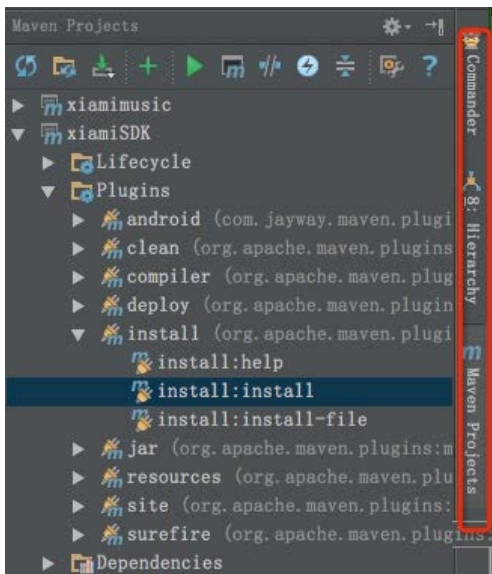 Maven Projects
?
xiamimusic
xiamiSDK
Lifecycle
Plugins
android (com.jayway.maven.plugi
clean (org.apache.maven.plugins
compiler (org.apache.maven.plug
deploy (org.apache.maven.plugin
install (org.apache.maven.plugi
install:help
install:install
install:install-file
jar (org.apache.maven.plugins:m
resources (org.apache.maven.plu
site (org.apache.maven.plugins:
surefire (org.apache.maven.plugins:
Dependencies
Commander
8: Hierarchy
Maven Projects